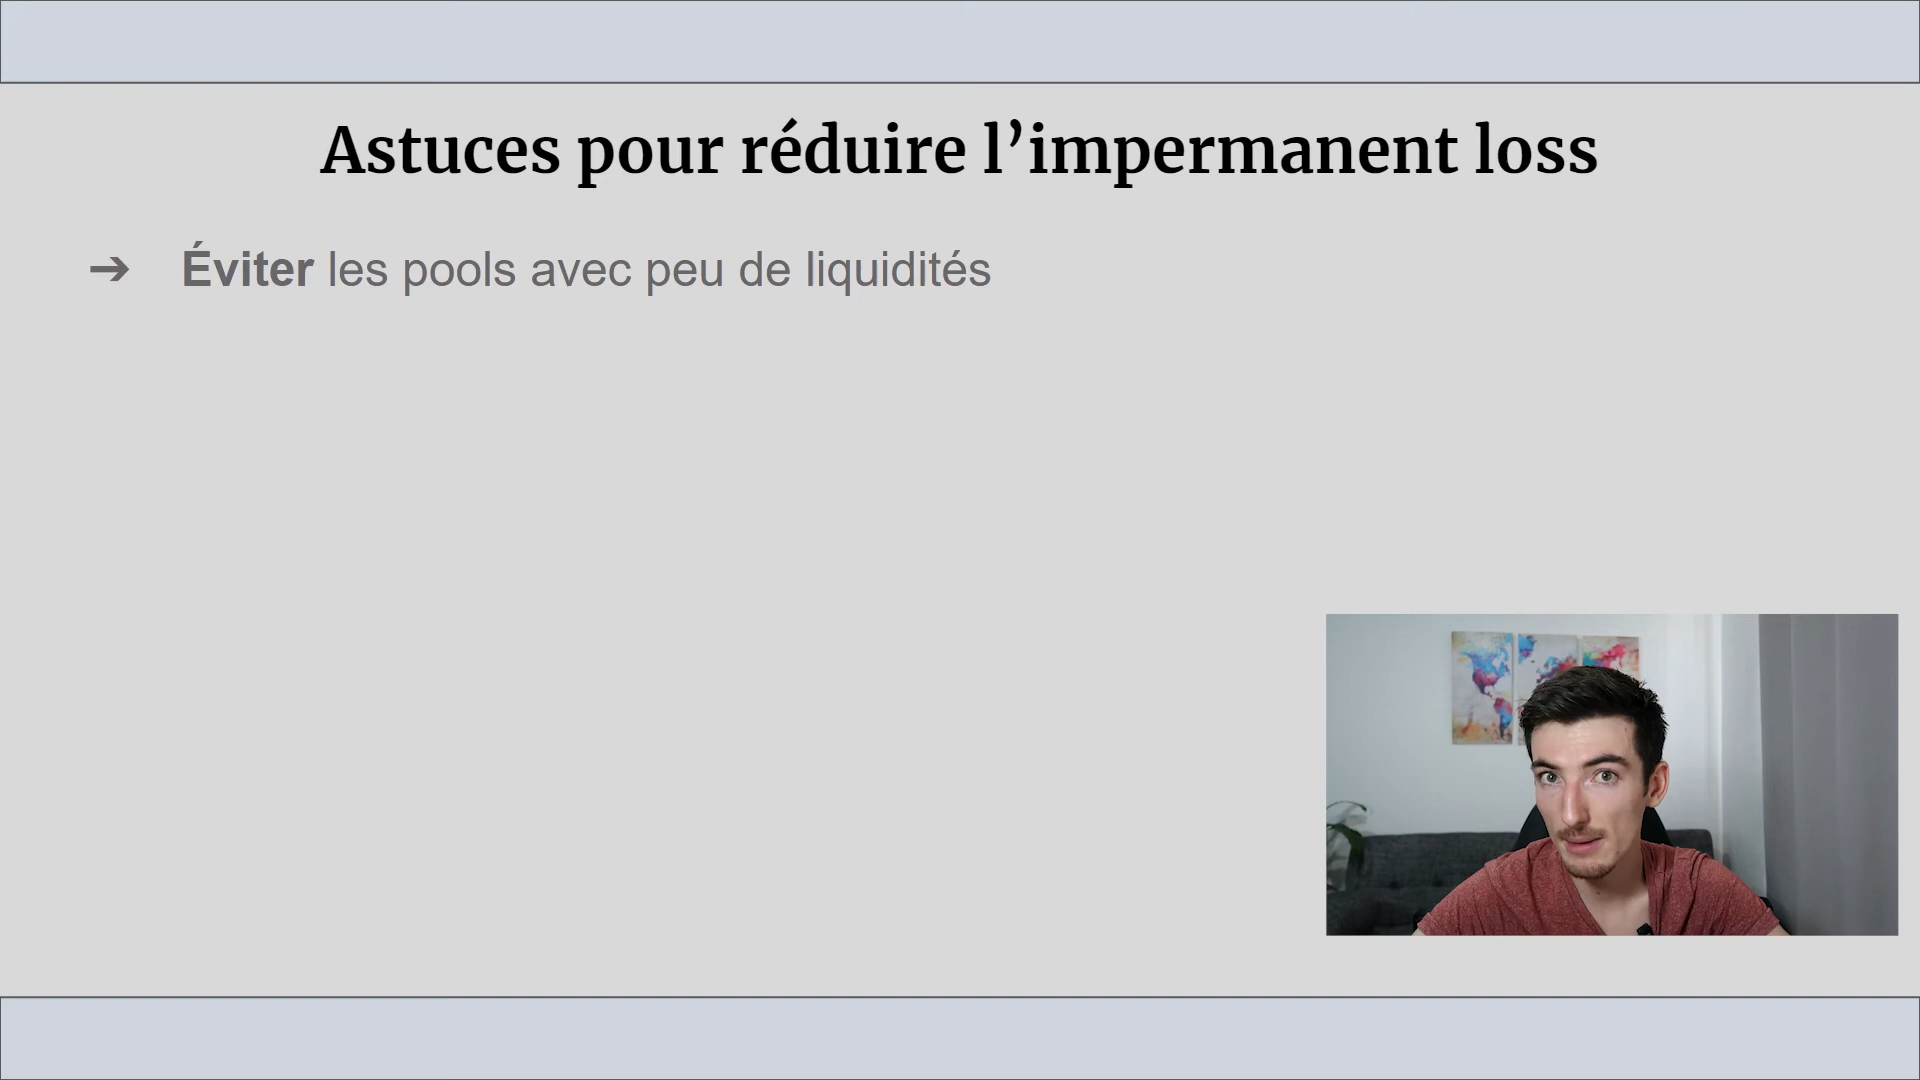 Astuces pour réduire l’impermanent loss
➔ Éviter les pools avec peu de liquidités